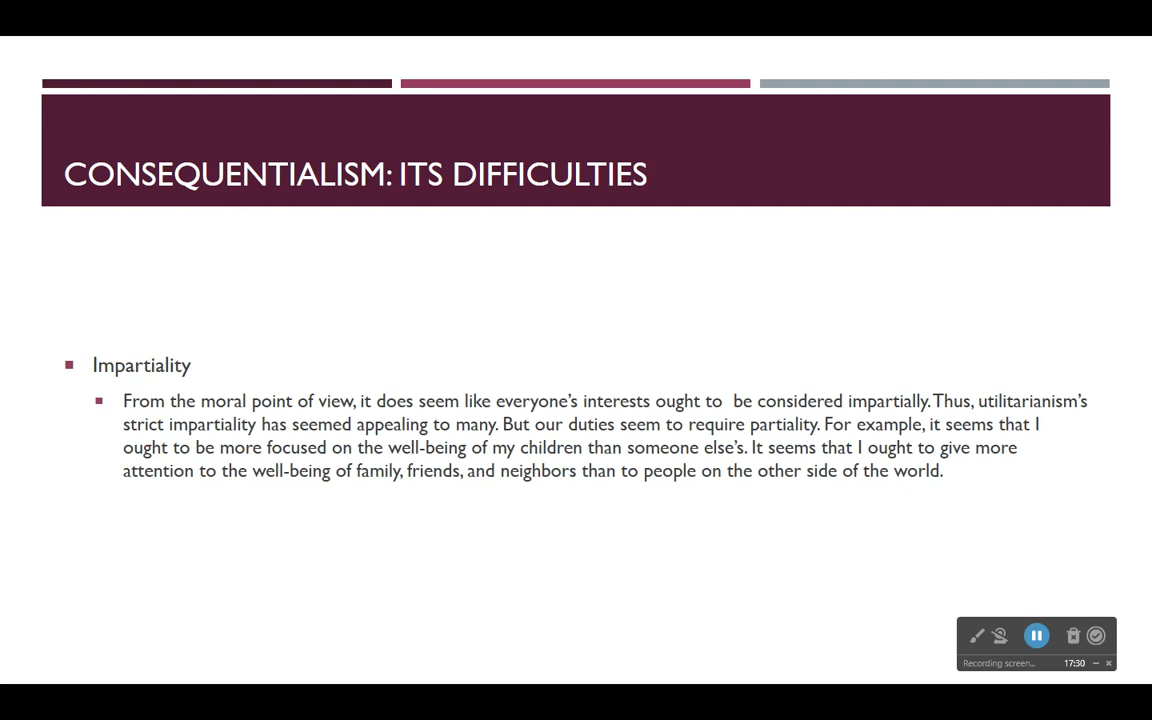 CONSEQUENTIALISM: ITS DIFFICULTIES
Impartiality
From the moral point of view, it does seem like everyone's interests ought to  be considered impartially. Thus, utilitarianism's
strict impartiality has seemed appealing to many. But our duties seem to require partiality. For example, it seems that I
ought to be more focused on the well-being of my children than someone else's. It seems that I ought to give more
attention to the well-being of family, friends, and neighbors than to people on the other side of the world.
Recording screen... 17:30